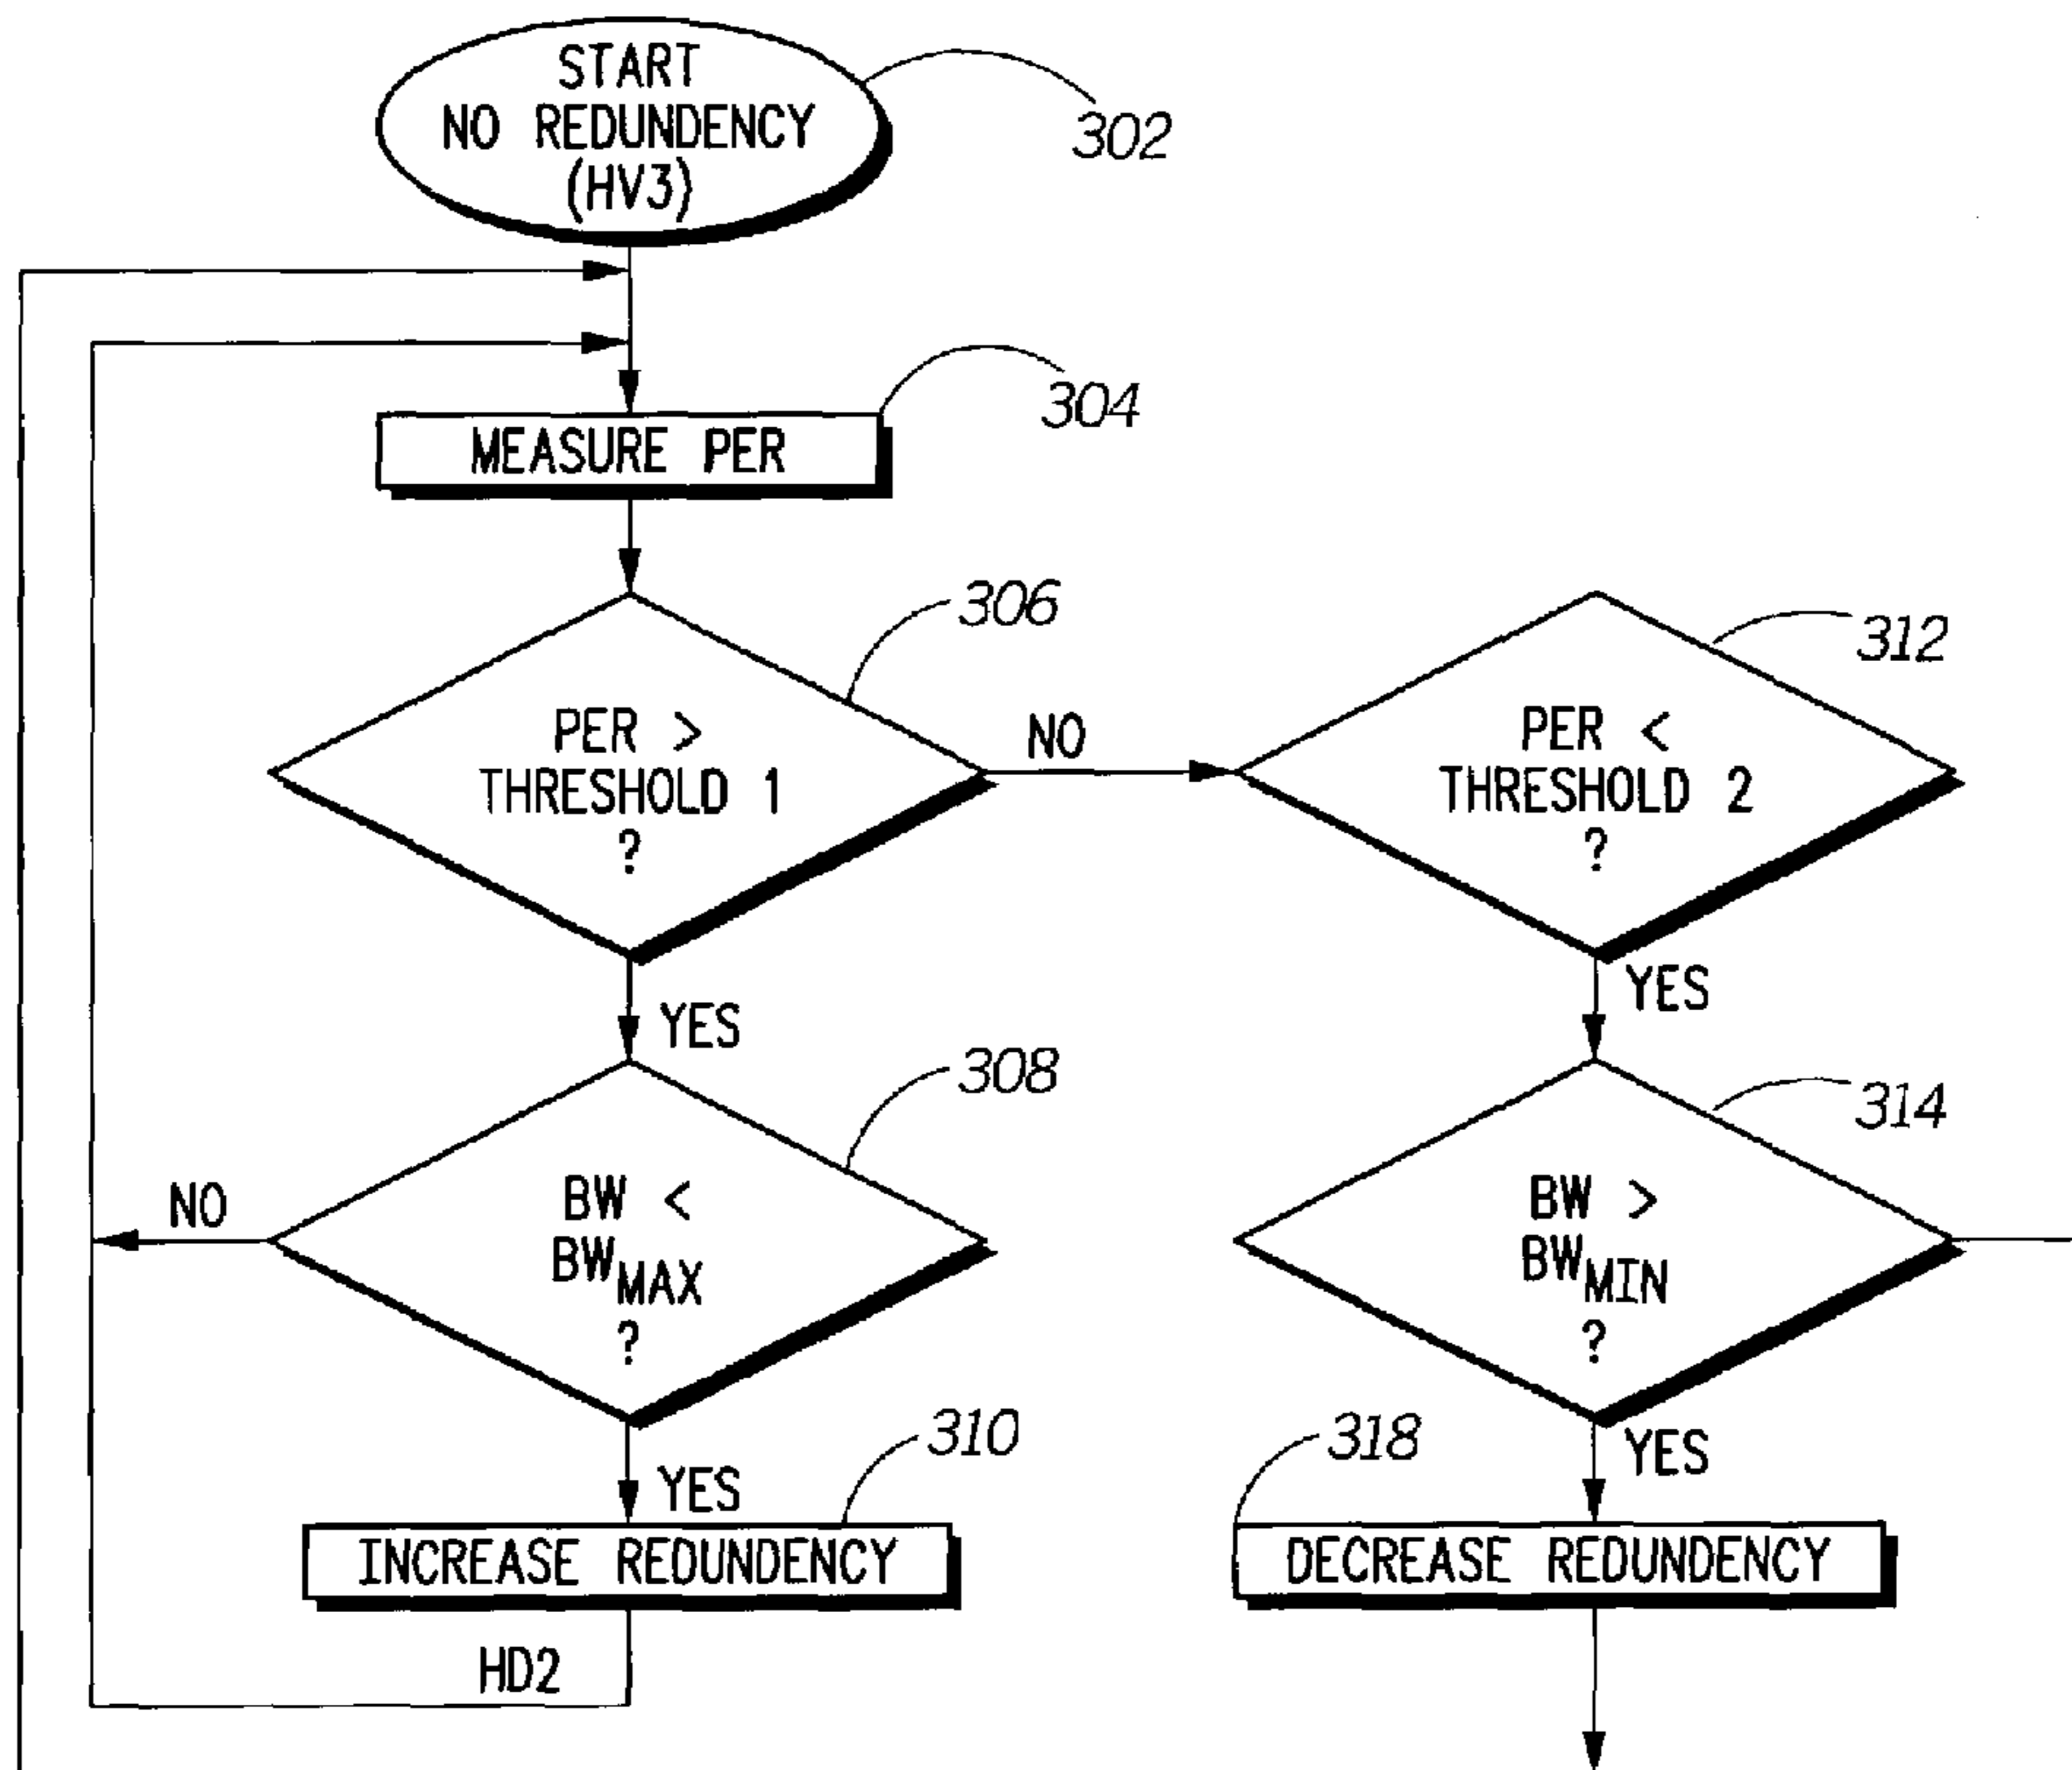 START
NO REDUNDENCY
(HV3)
302
304
MEASURE PER
306
312
PER >
THRESHOLD 1
?
NO
PER <
THRESHOLD 2
?
YES
YES
308
314
BW <
BWMAX
?
NO
BW >
BWMIN
?
YES
310
318
YES
INCREASE REDUNDENCY
DECREASE REDUNDENCY
HD2